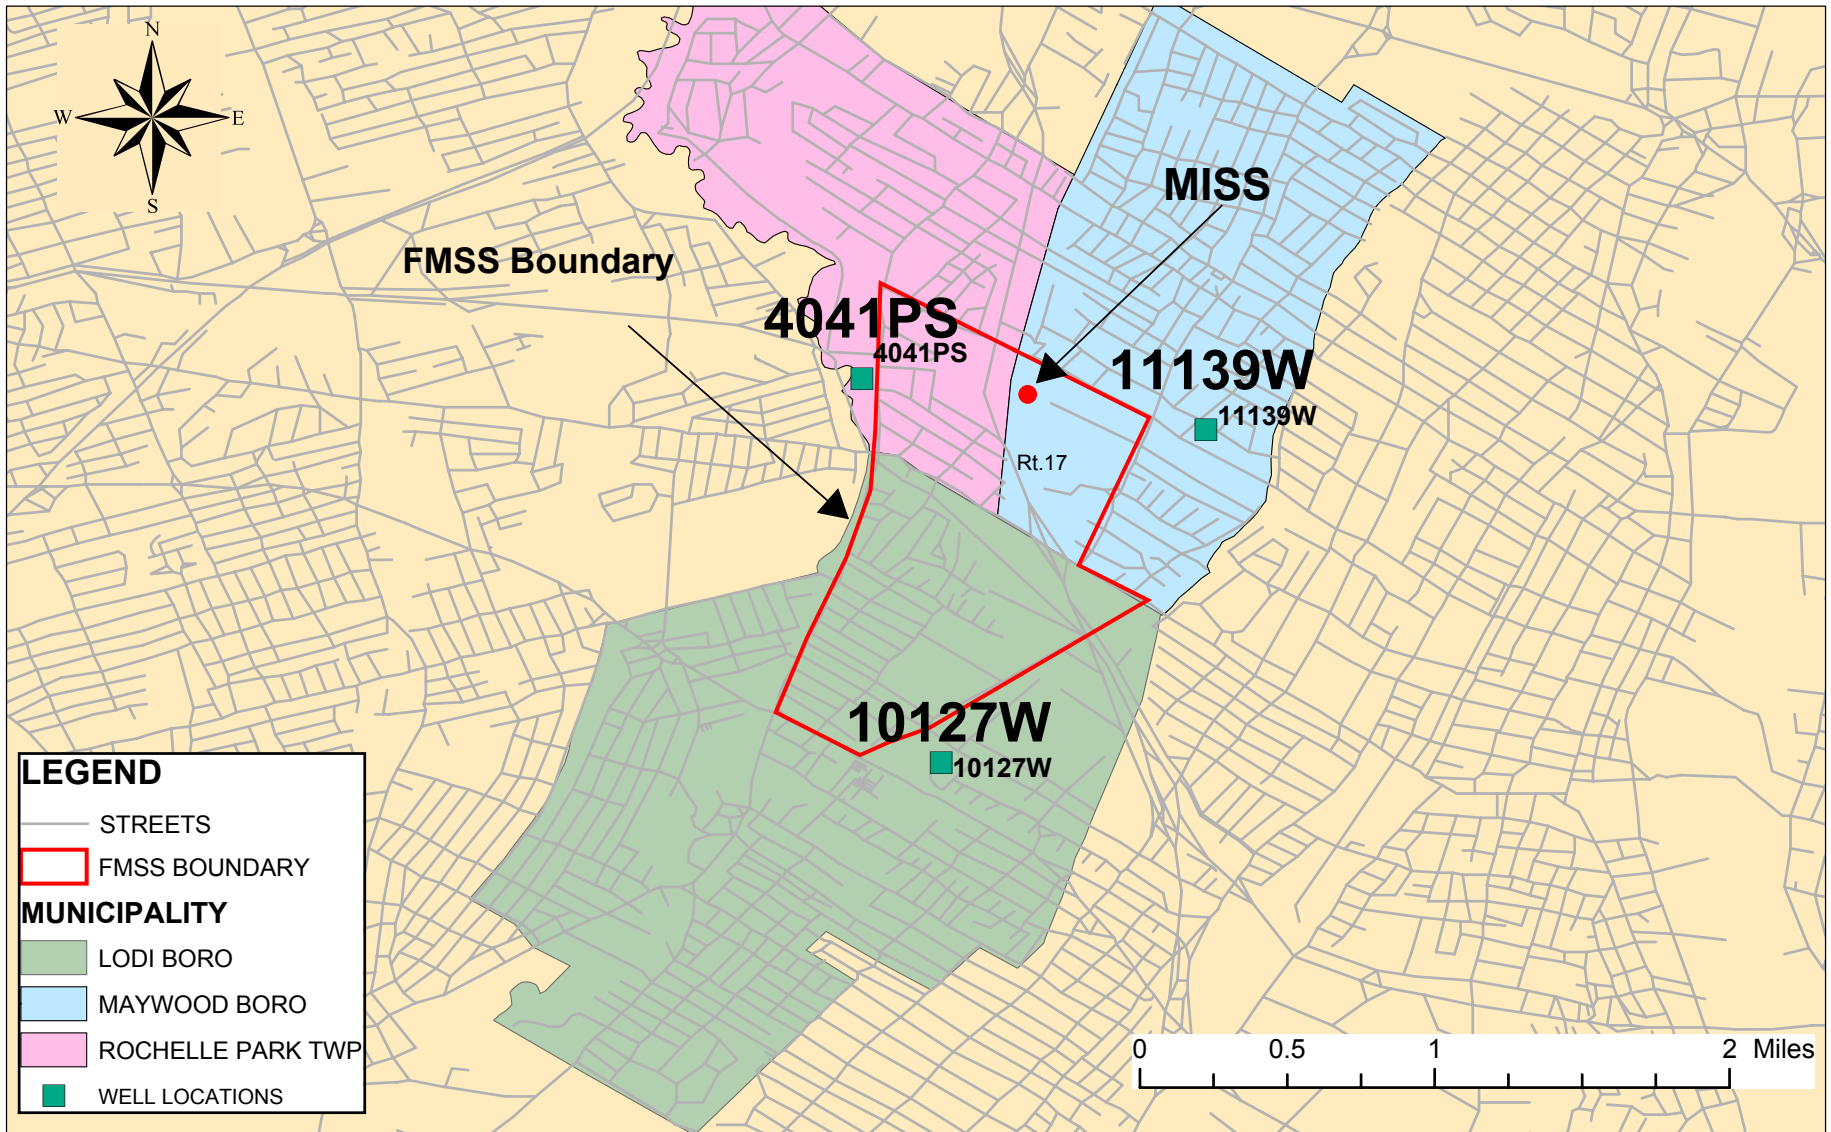 N
W
E
S
MISS
FMSS Boundary
4041PS
4041PS
11139W
11139W
Rt.17
10127W
10127W
LEGEND
STREETS
FMSS BOUNDARY
MUNICIPALITY
LODI BORO
MAYWOOD BORO
ROCHELLE PARK TWP
WELL LOCATIONS
0 0.5 1 2 Miles